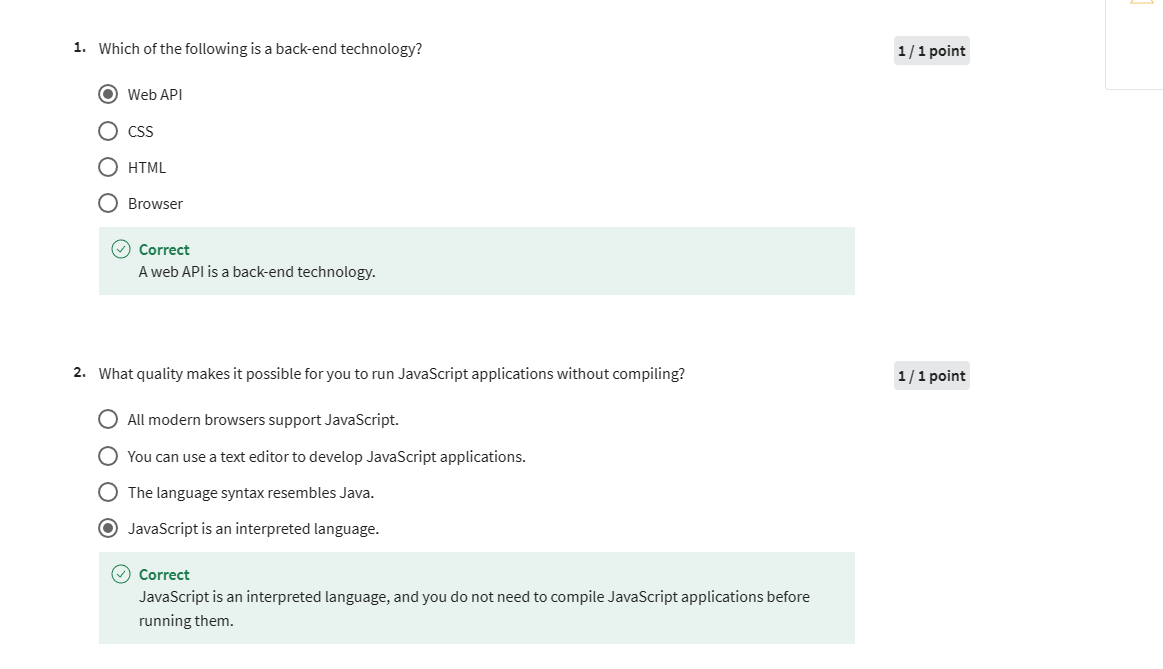 1. Which of the following is a back-end technology?
1 / 1 point
Web API
CSS
HTML
Browser
Correct
A web API is a back-end technology.
2. What quality makes it possible for you to run JavaScript applications without compiling?
1 / 1 point
All modern browsers support JavaScript.
You can use a text editor to develop JavaScript applications.
The language syntax resembles Java.
JavaScript is an interpreted language.
Correct
JavaScript is an interpreted language, and you do not need to compile JavaScript applications before
running them.